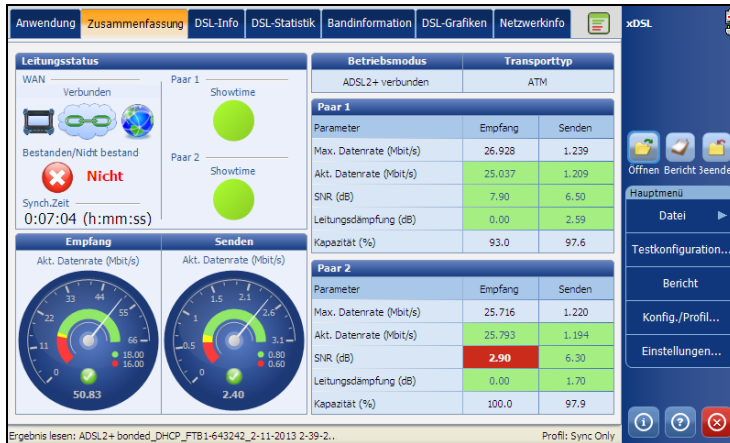 Anwendung Zusammenfassung DSL-Info DSL-Statistik Bandinformation DSL-Grafiken Netzwerkinfo xDSL
Leitungsstatus
WAN
Verbunden
Bestanden/Nicht bestand
Nicht
Synch.Zeit
0:07:04 (h:mm:ss)
Paar 1
Showtime
Paar 2
Showtime
Betriebsmodus Transporttyp
ADSL2+ verbunden ATM
Paar 1
Parameter Empfang Senden
Max. Datenrate (Mbit/s) 26.928 1.239
Akt. Datenrate (Mbit/s) 25.037 1.209
SNR (dB) 7.90 6.50
Leitungsdämpfung (dB) 0.00 2.59
Kapazität (%) 93.0 97.6
Paar 2
Parameter Empfang Senden
Max. Datenrate (Mbit/s) 25.716 1.220
Akt. Datenrate (Mbit/s) 25.793 1.194
SNR (dB) 2.90 6.30
Leitungsdämpfung (dB) 0.00 1.70
Kapazität (%) 100.0 97.9
Empfang
Akt. Datenrate (Mbit/s)
0 11 22 33 44 55 66
18.00
16.00
50.83
Senden
Akt. Datenrate (Mbit/s)
0 0.5 1 1.5 2.1 2.6 3.1
0.80
0.60
2.40
Öffnen Bericht Beende
Hauptmenü
Datei
Testkonfiguration...
Bericht
Konfig./Profil...
Einstellungen...
Ergebnis lesen: ADSL2+ bonded_DHCP_FTB1-643242_2-11-2013 2-39-2.. Profil: Sync Only